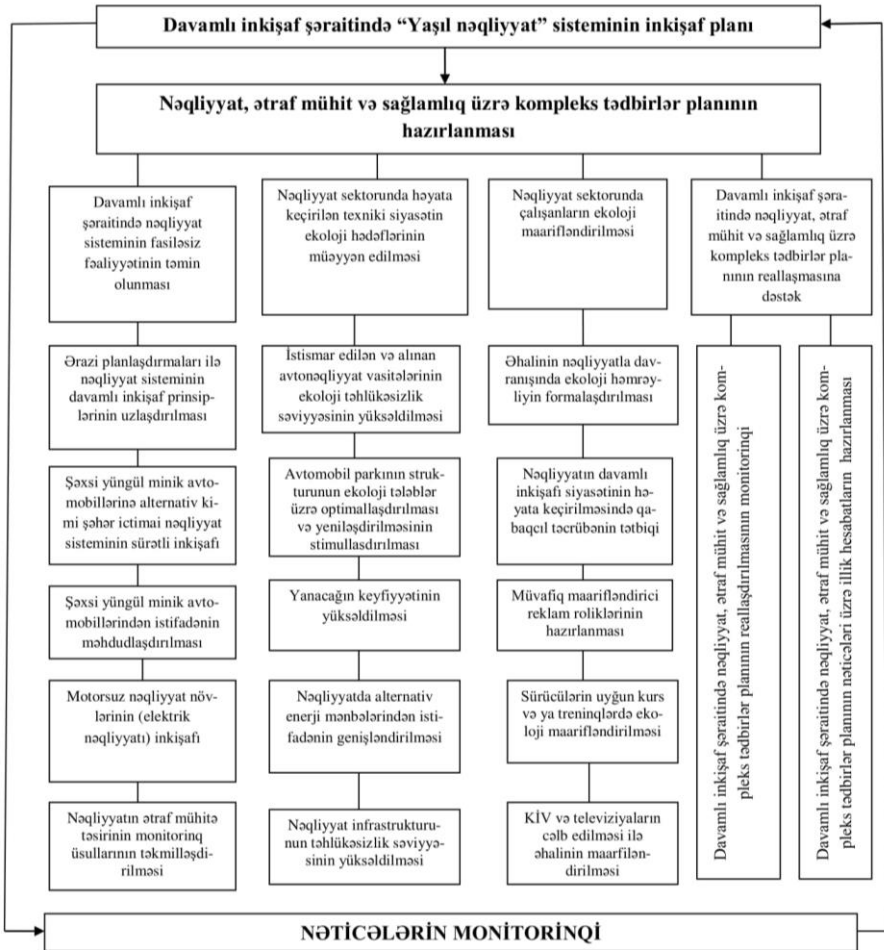 Davamlı inkişaf şəraitində “Yaşıl nəqliyyat” sisteminin inkişaf planı
Nəqliyyat, ətraf mühit və sağlamlıq üzrə kompleks tədbirlər planının
hazırlanması
Davamlı inkişaf
şəraitində nəqliyyat
sisteminin fasiləsiz
fəaliyyətinin təmin
olunması
Ərazi planlaşdırmaları ilə
nəqliyyat sisteminin
davamlı inkişaf prinsip-
lərinin uzlaşdırılması
Şəxsi yüngül minik avto-
mobillərinə alternativ ki-
mi şəhər ictimai nəqliyyat
sisteminin sürətli inkişafı
Şəxsi yüngül minik avto-
mobillərindən istifadənin
məhdudlaşdırılması
Motorsuz nəqliyyat növ-
lərinin (elektrik
nəqliyyatı) inkişafı
Nəqliyyatın ətraf mühitə
təsirinin monitorinq
üsullarının təkmilləşdi-
rilməsi
Nəqliyyat sektorunda həyata
keçirilən texniki siyasətin
ekoloji hədəflərinin
müəyyən edilməsi
İstismar edilən və alınan
avtonəqliyyat vasitələrinin
ekoloji təhlükəsizlik
səviyyəsinin yüksəldilməsi
Avtomobil parkının struk-
turunun ekoloji tələblər
üzrə optimallaşdırılması
və yeniləşdirilməsinin
stimullasdırılması
Yanacağın keyfiyyətinin
yüksəldilməsi
Nəqliyyatda alternativ
enerji mənbələrindən isti-
fadənin genişləndirilməsi
Nəqliyyat infrastrukturu-
nun təhlükəsizlik səviyyə-
sinin yüksəldilməsi
Nəqliyyat sektorunda
çalışanların ekoloji
maarifləndirilməsi
Əhalinin nəqliyyatla dav-
ranışında ekoloji həmrəy-
liyin formalaşdırılması
Nəqliyyatın davamlı
inkişafı siyasətinin hə-
yata keçirilməsində qa-
baqcıl təcrübənin tətbiqi
Müvafiq maarifləndirici
reklam roliklərinin
hazırlanması
Sürücülərin uyğun kurs
və ya treninqlərdə eko-
loji maarifləndirilməsi
KİV və televiziyaların
cəlb edilməsi ilə
əhalinin maarfilən-
dirilməsi
Davamlı inkişaf şəra-
itində nəqliyyat, ətraf
mühit və sağlamlıq üzrə
kompleks tədbirlər pla-
nının reallaşmasına
dəstək
Davamlı inkişaf şəraitində nəqliyyat, ətraf mühit və sağlamlıq üzrə kom-
pleks tədbirlər planının reallaşdırılmasının monitorinqi
Davamlı inkişaf şəraitində nəqliyyat, ətraf mühit və sağlamlıq üzrə kom-
pleks tədbirlər planının nəticələri üzrə illik hesabatların hazırlanması
NƏTİCƏLƏRİN MONİTORİNQİ